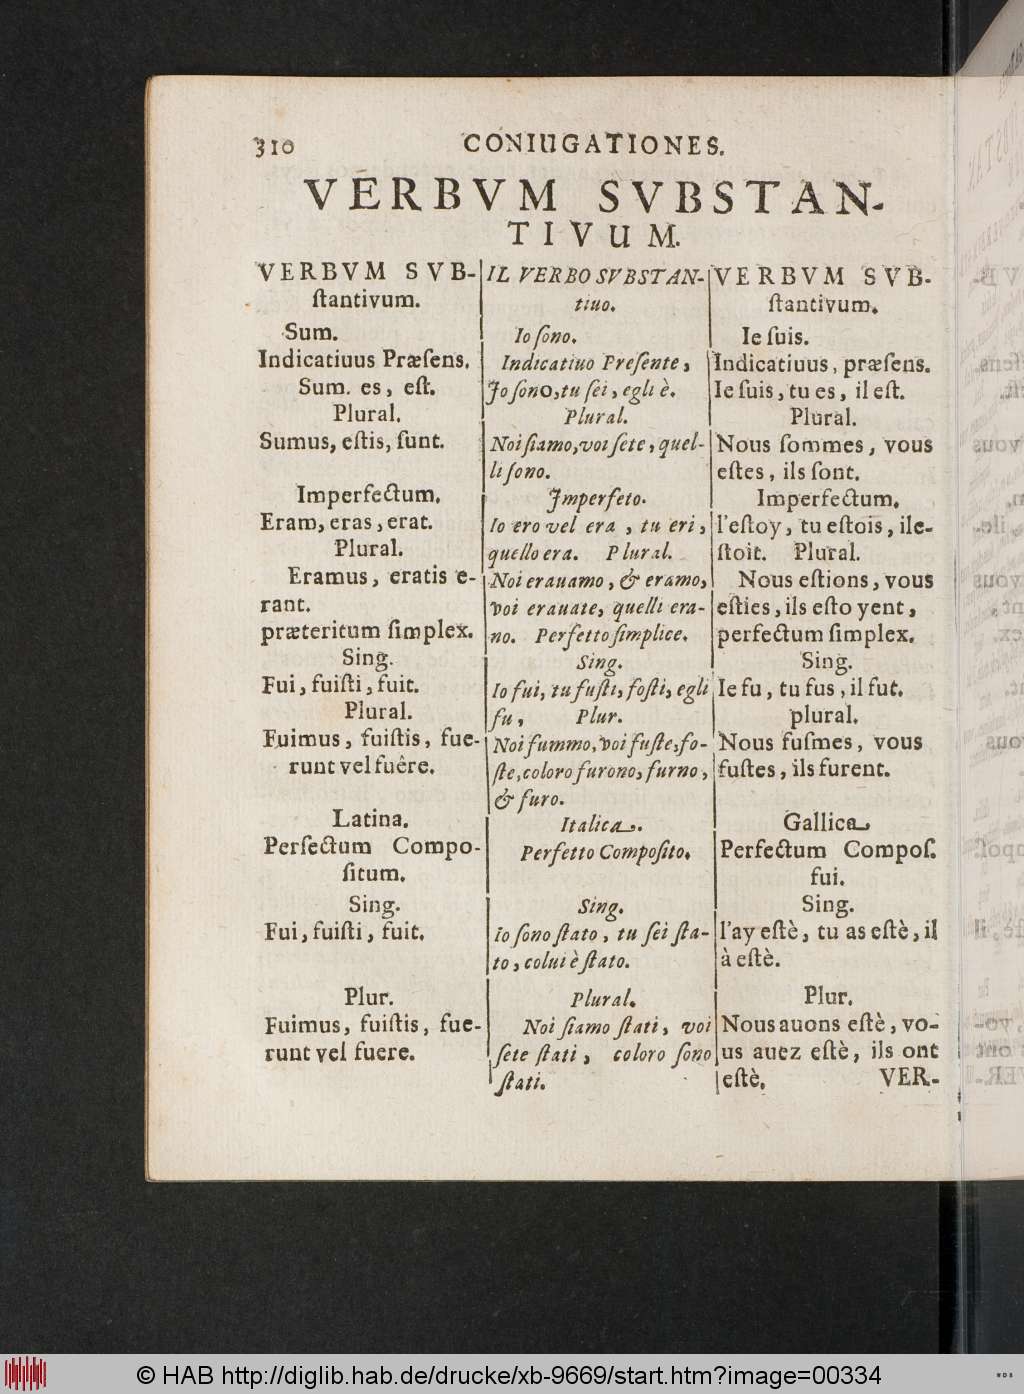 310
CONIUGATIONES.
VERBVM SVBSTAN-
TIVUM.
VERBVM SVB-
ſtantivum.
Sum.
Indicatiuus Præſens.
Sum. es, eſt.
Plural.
Sumus, eſtis, ſunt.
Imperfectum.
Eram, eras, erat.
Plural.
Eramus, eratis e-
rant.
præteritum ſimplex.
Sing.
Fui, fuiſti, fuit.
Plural.
Fuimus, fuiſtis, fue-
runt vel fuêre.
Latina.
Perfectum Compo-
ſitum.
Sing.
Fui, fuiſti, fuit.
Plur.
Fuimus, fuiſtis, fue-
runt vel fuere.
IL VERBO SVBSTAN-
tiuo.
Io ſono.
Indicatiuo Preſente,
Jo ſono, tu ſei, egli è.
Plural.
Noi ſiamo, voi ſete, quel-
li ſono.
Jmperfeto.
Io ero vel era, tu eri,
quello era. Plural.
Noi erauamo, & eramo,
voi erauate, quelli era-
no. Perfetto ſimplice.
Sing.
Io fui, tu fuſti, foſti, egli
fu, Plur.
Noi fummo, voi fuſte, fo-
ſte, coloro furono, furno,
& furo.
Italica.
Perfetto Compoſito.
Sing.
Io ſono ſtato, tu ſei ſta-
to, colui è ſtato.
Plural.
Noi ſiamo ſtati, voi
ſete ſtati, coloro ſono
ſtati.
VERBVM SVB-
ſtantivum.
Ie ſuis.
Indicatiuus, præſens.
Ie ſuis, tu es, il eſt.
Plural.
Nous ſommes, vous
eſtes, ils ſont.
Imperfectum.
I'eſtoy, tu eſtois, ile-
ſtoit. Plural.
Nous eſtions, vous
eſties, ils eſto yent,
perfectum ſimplex.
Sing.
Ie fu, tu fus, il fut.
plural.
Nous fuſmes, vous
fuſtes, ils furent.
Gallica
Perfectum Compoſ.
fui.
Sing.
I'ay eſtè, tu as eſtè, il
à eſtè.
Plur.
Nous auons eſtè, vo-
us auez eſtè, ils ont
eſtè. VER-
© HAB http://diglib.hab.de/drucke/xb-9669/start.htm?image=00334